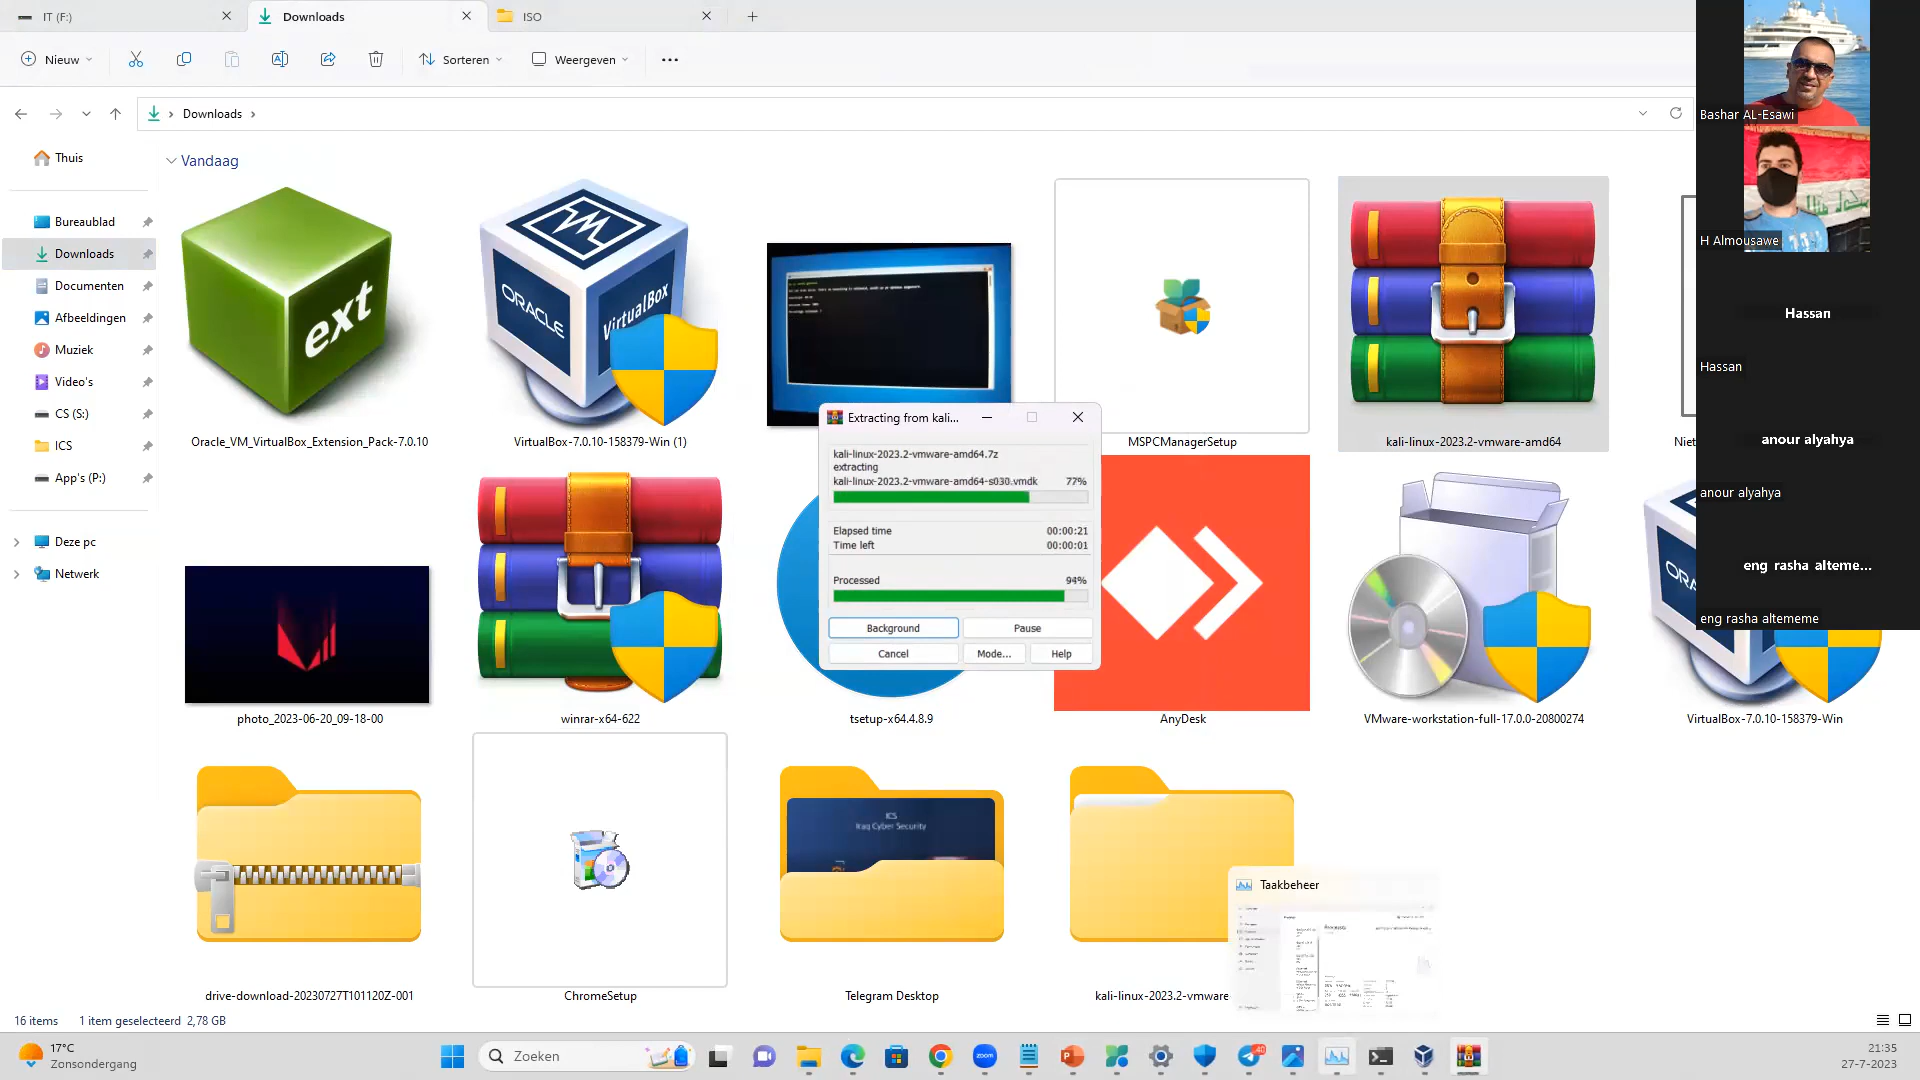 IT (F:)
Downloads
ISO
Nieuw
Sorteren
Weergeven
Downloads
Thuis
Bureaublad
Downloads
Documenten
Afbeeldingen
Muziek
Video's
CS (S:)
ICS
App's (P:)
Deze pc
Netwerk
Vandaag
ext
ORACLE
VirtualBox
Oracle_VM_VirtualBox_Extension_Pack-7.0.10
VirtualBox-7.0.10-158379-Win (1)
MSPCManagerSetup
kali-linux-2023.2-vmware-amd64
Niet
Extracting from kali...
kali-linux-2023.2-vmware-amd64.7z
extracting
kali-linux-2023.2-vmware-amd64-s030.vmdk 77%
Elapsed time 00:00:21
Time left 00:00:01
Processed 94%
Background
Pause
Cancel
Mode...
Help
photo_2023-06-20_09-18-00
winrar-x64-622
tsetup-x64.4.8.9
AnyDesk
VMware-workstation-full-17.0.0-20800274
VirtualBox-7.0.10-158379-Win
ICS
Iraq Cyber Security
drive-download-20230727T101120Z-001
ChromeSetup
Telegram Desktop
kali-linux-2023.2-vmware
Taakbeheer
Bashar AL-Esawi
H Almousawe
Hassan
Hassan
anour alyahya
anour alyahya
eng rasha alteme...
eng rasha altememe
16 items 1 item geselecteerd 2,78 GB
17°C
Zonsondergang
Zoeken
zoom
40
21:35
27-7-2023